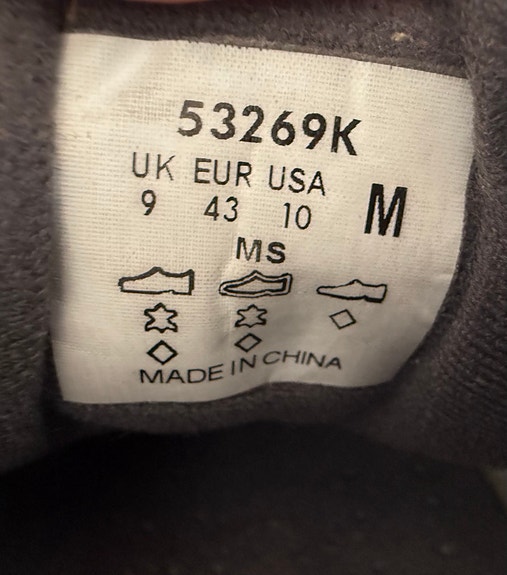 53269K
UK EUR USA
9 43 10 M
MS
MADE IN CHINA